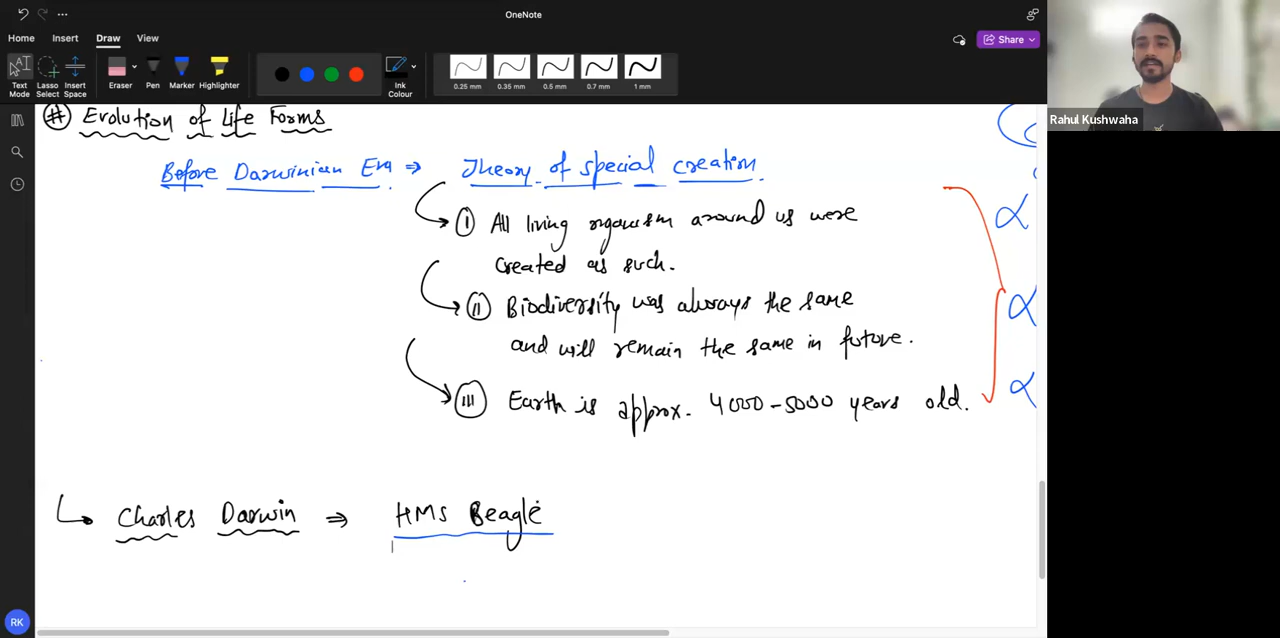 OneNote
Home Insert Draw View
Share
Text Mode
Lasso Select
Insert Space
Eraser
Pen
Marker
Highlighter
Ink Colour
0.25 mm
0.35 mm
0.5 mm
0.7 mm
1 mm
Rahul Kushwaha
# Evolution of Life Forms
Before Darwinian Era ⇒ Theory of special creation
(I) All living organism around us were
created as such.
(II) Biodiversity was always the same
and will remain the same in future.
(III) Earth is approx. 4000-5000 years old.
Charles Darwin ⇒ HMS Beagle
α
α
α
RK